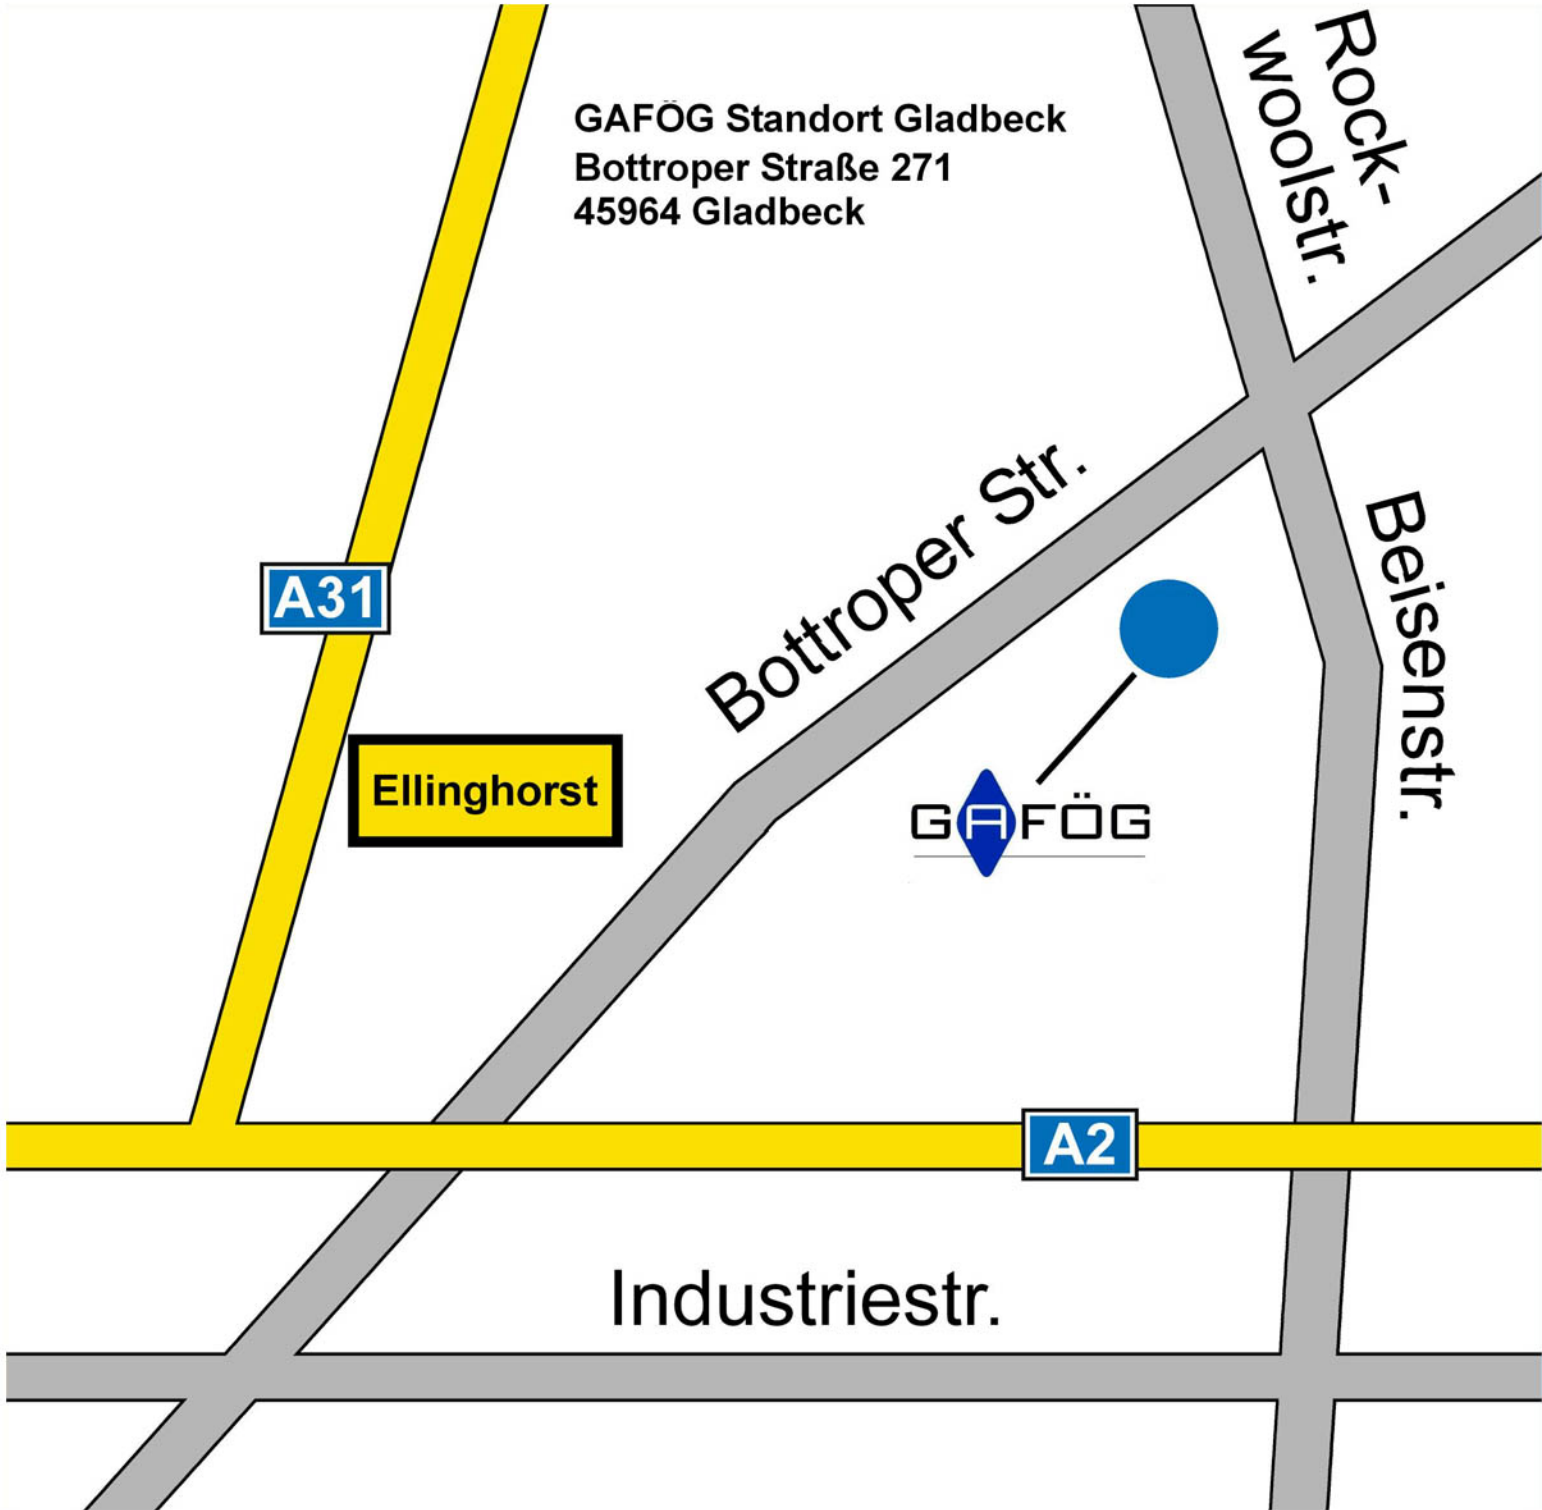 GAFÖG Standort Gladbeck
Bottroper Straße 271
45964 Gladbeck
Rock-
woolstr.
Bottroper Str.
Beisenstr.
A31
Ellinghorst
GAFÖG
A2
Industriestr.